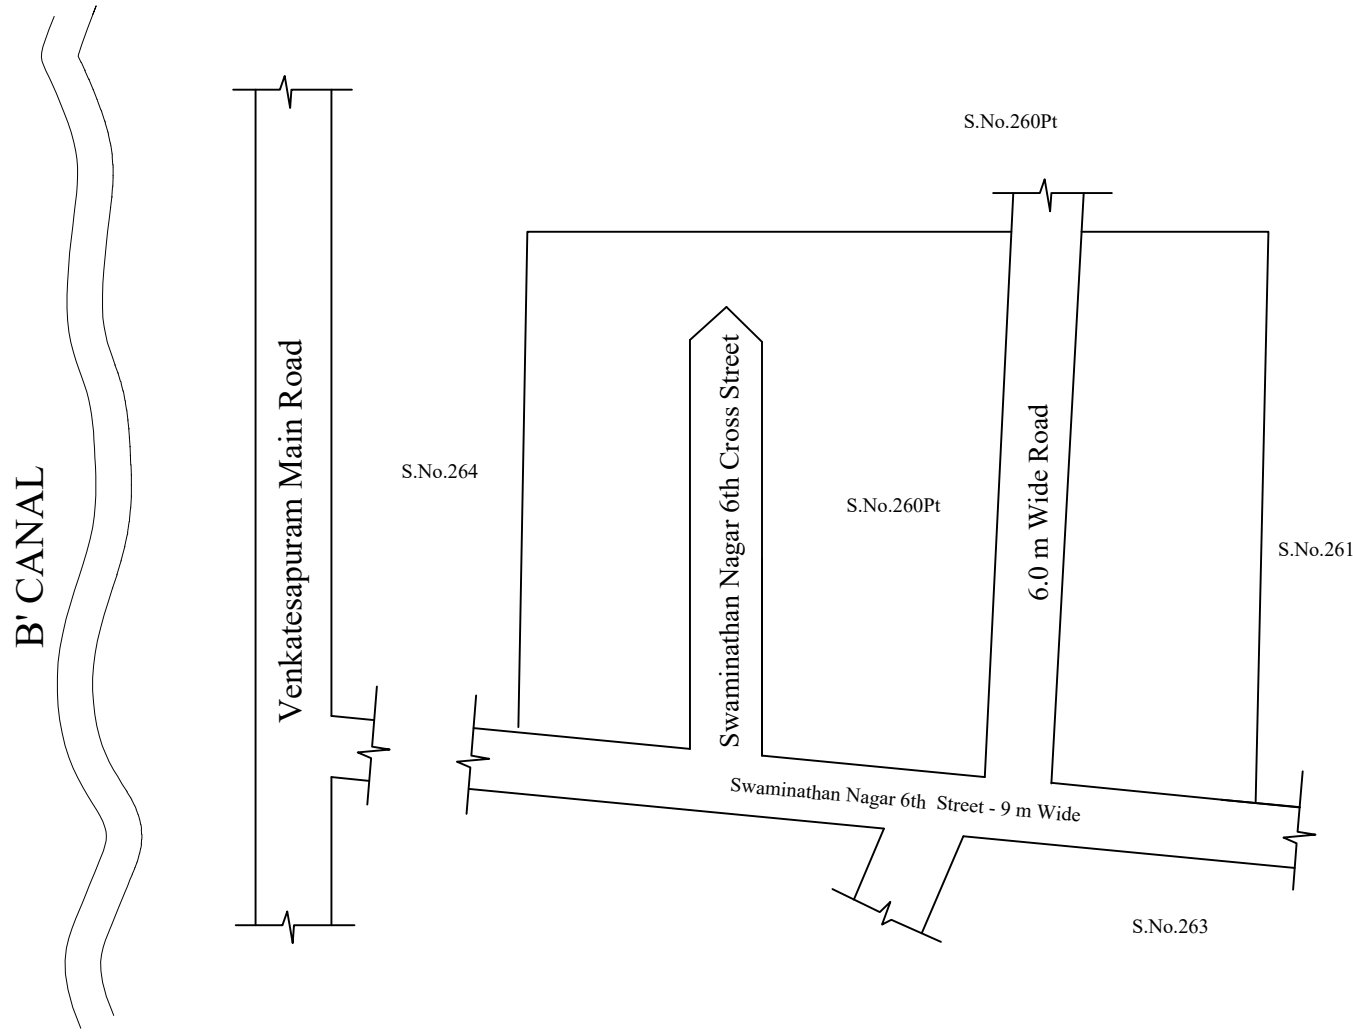 S.No.260Pt
B' CANAL
Venkatesapuram Main Road
S.No.264
Swaminathan Nagar 6th Cross Street
S.No.260Pt
6.0 m Wide Road
S.No.261
Swaminathan Nagar 6th Street - 9 m Wide
S.No.263